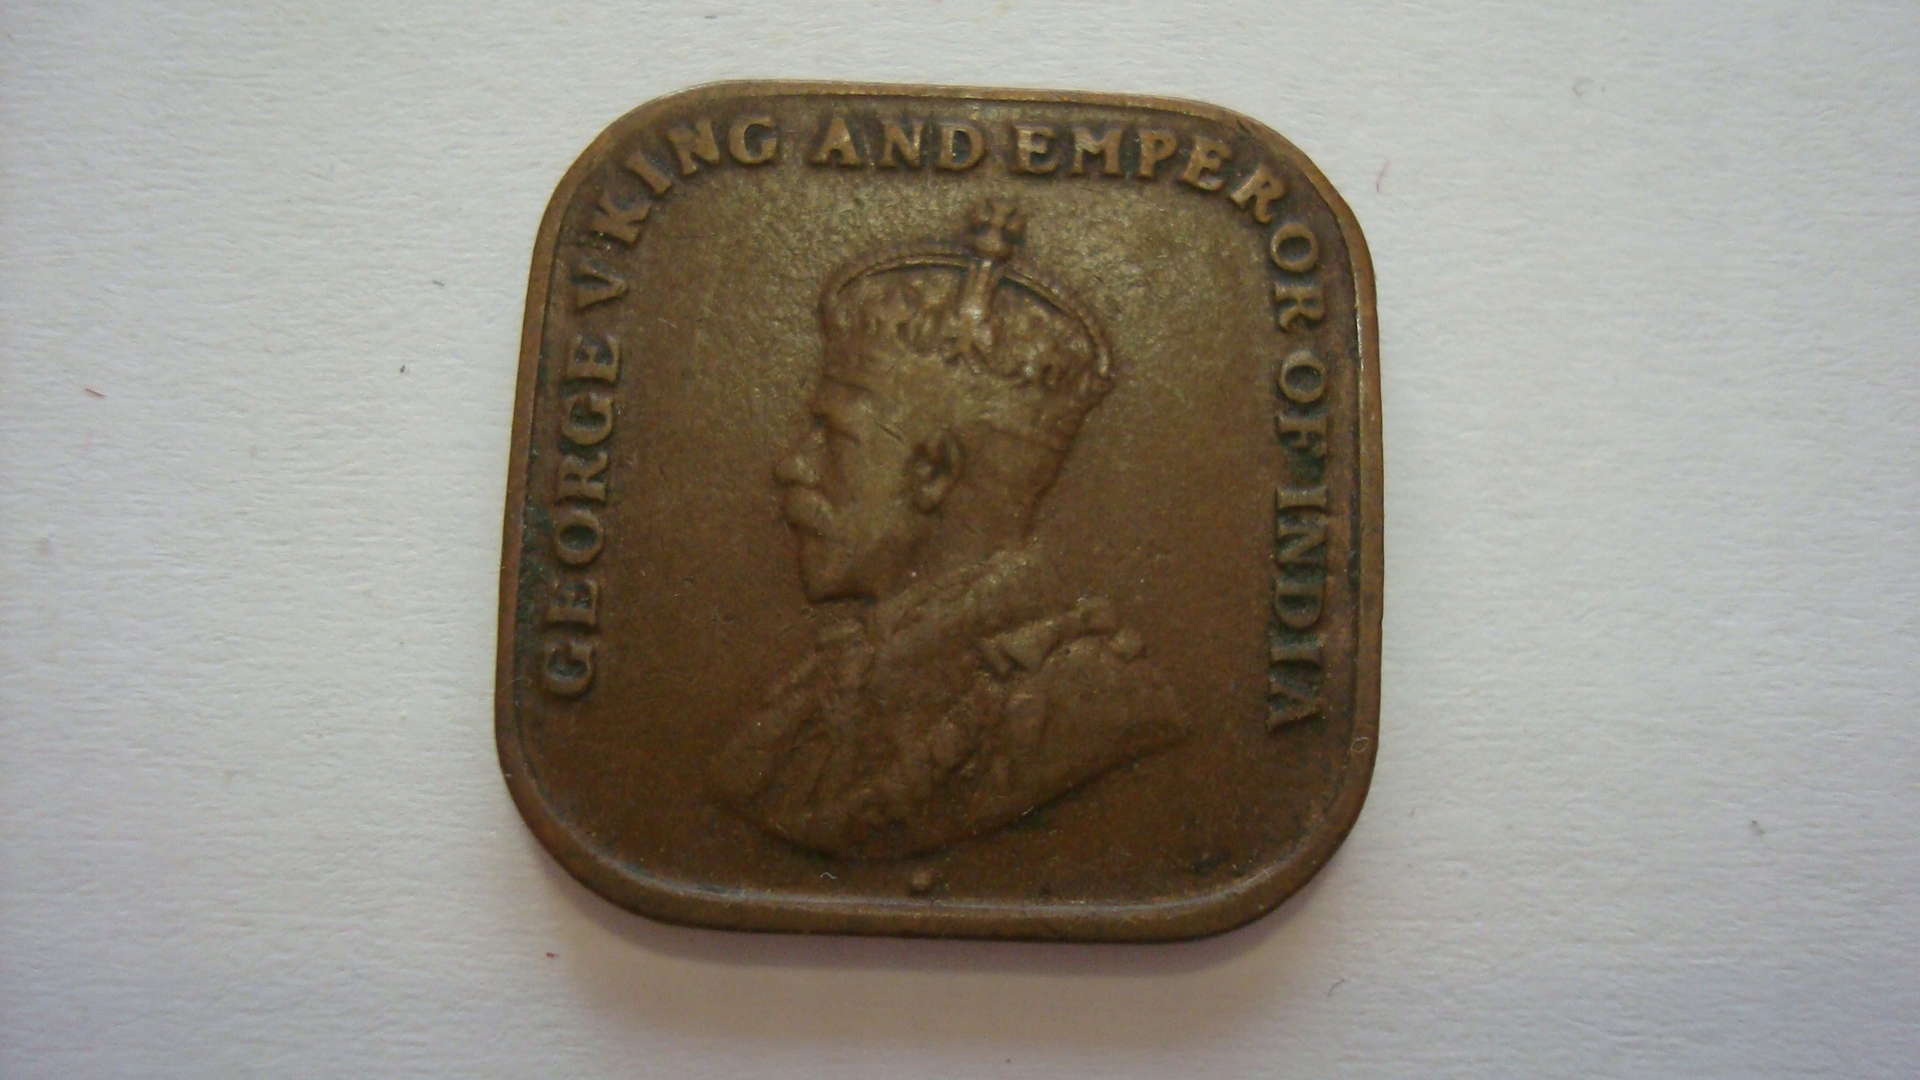 GEORGE V KING AND EMPEROR OF INDIA